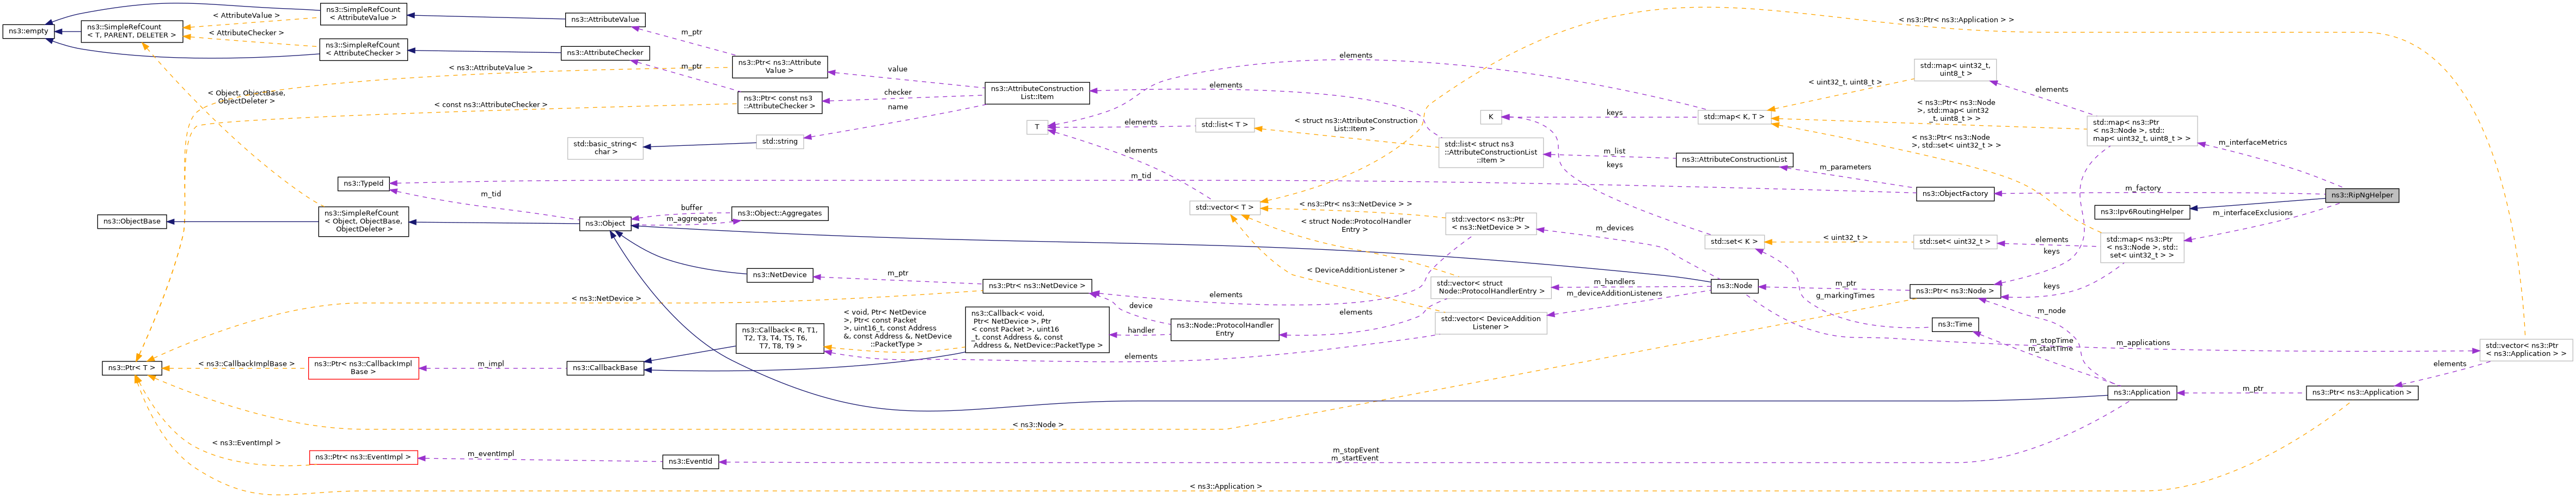 ns3::empty
ns3::SimpleRefCount
< T, PARENT, DELETER >
< AttributeValue >
< AttributeChecker >
ns3::SimpleRefCount
< AttributeValue >
ns3::SimpleRefCount
< AttributeChecker >
ns3::AttributeValue
ns3::AttributeChecker
m_ptr
m_ptr
< ns3::AttributeValue >
< Object, ObjectBase,
ObjectDeleter >
< const ns3::AttributeChecker >
ns3::Ptr< ns3::Attribute
Value >
ns3::Ptr< const ns3
::AttributeChecker >
value
checker
name
ns3::AttributeConstruction
List::Item
std::basic_string<
char >
std::string
T
elements
elements
elements
elements
std::list< T >
< struct ns3::AttributeConstruction
List::Item >
std::list< struct ns3
::AttributeConstructionList
::Item >
K
keys
keys
m_list
std::map< K, T >
ns3::AttributeConstructionList
m_parameters
< ns3::Ptr< ns3::Application > >
std::map< uint32_t,
uint8_t >
< uint32_t, uint8_t >
elements
< ns3::Ptr< ns3::Node
>, std::map< uint32
_t, uint8_t > >
< ns3::Ptr< ns3::Node
>, std::set< uint32_t > >
std::map< ns3::Ptr
< ns3::Node >, std::
map< uint32_t, uint8_t > >
m_interfaceMetrics
ns3::TypeId
m_tid
m_tid
ns3::ObjectFactory
m_factory
ns3::RipNgHelper
ns3::Ipv6RoutingHelper
m_interfaceExclusions
ns3::ObjectBase
ns3::SimpleRefCount
< Object, ObjectBase,
ObjectDeleter >
ns3::Object
buffer
m_aggregates
ns3::Object::Aggregates
std::vector< T >
< ns3::Ptr< ns3::NetDevice > >
< struct Node::ProtocolHandler
Entry >
< DeviceAdditionListener >
std::vector< ns3::Ptr
< ns3::NetDevice > >
m_devices
std::set< K >
< uint32_t >
std::set< uint32_t >
elements
keys
std::map< ns3::Ptr
< ns3::Node >, std::
set< uint32_t > >
keys
ns3::NetDevice
m_ptr
ns3::Ptr< ns3::NetDevice >
< ns3::NetDevice >
elements
device
handler
std::vector< struct
Node::ProtocolHandlerEntry >
elements
m_handlers
m_deviceAdditionListeners
ns3::Node
m_ptr
g_markingTimes
ns3::Ptr< ns3::Node >
m_node
ns3::Time
m_stopTime
m_startTime
m_applications
std::vector< ns3::Ptr
< ns3::Application > >
elements
std::vector< DeviceAddition
Listener >
elements
ns3::Node::ProtocolHandler
Entry
ns3::Callback< void,
Ptr< NetDevice >, Ptr
< const Packet >, uint16
_t, const Address &, const
Address &, NetDevice::PacketType >
< void, Ptr< NetDevice
>, Ptr< const Packet
>, uint16_t, const Address
&, const Address &, NetDevice
::PacketType >
ns3::Callback< R, T1,
T2, T3, T4, T5, T6,
T7, T8, T9 >
ns3::CallbackBase
m_impl
ns3::Ptr< ns3::CallbackImpl
Base >
< ns3::CallbackImplBase >
ns3::Ptr< T >
ns3::Application
m_ptr
ns3::Ptr< ns3::Application >
< ns3::Node >
< ns3::EventImpl >
ns3::Ptr< ns3::EventImpl >
m_eventImpl
ns3::EventId
m_stopEvent
m_startEvent
< ns3::Application >